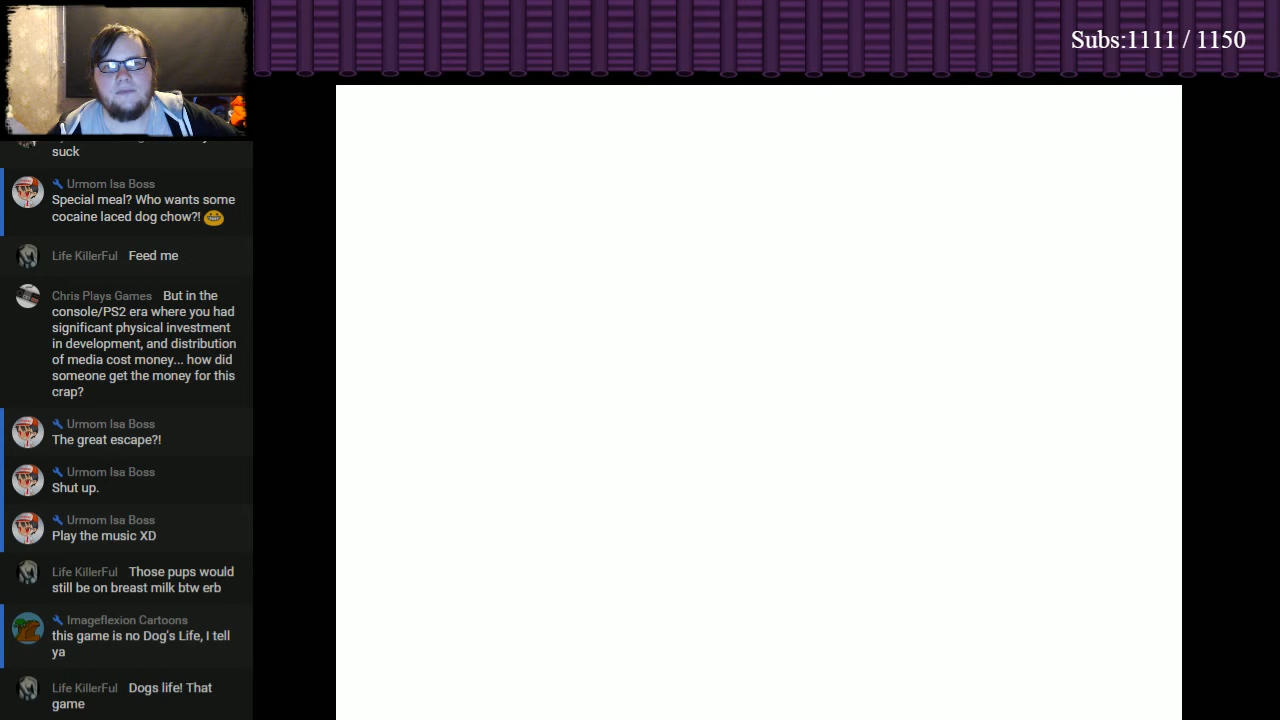 Subs:1111 / 1150
suck
Urmom Isa Boss
Special meal? Who wants some
cocaine laced dog chow?!
Life KillerFul Feed me
Chris Plays Games But in the
console/PS2 era where you had
significant physical investment
in development, and distribution
of media cost money... how did
someone get the money for this
crap?
Urmom Isa Boss
The great escape?!
Urmom Isa Boss
Shut up.
Urmom Isa Boss
Play the music XD
Life KillerFul Those pups would
still be on breast milk btw erb
Imageflexion Cartoons
this game is no Dog's Life, I tell
ya
Life KillerFul Dogs life! That
game